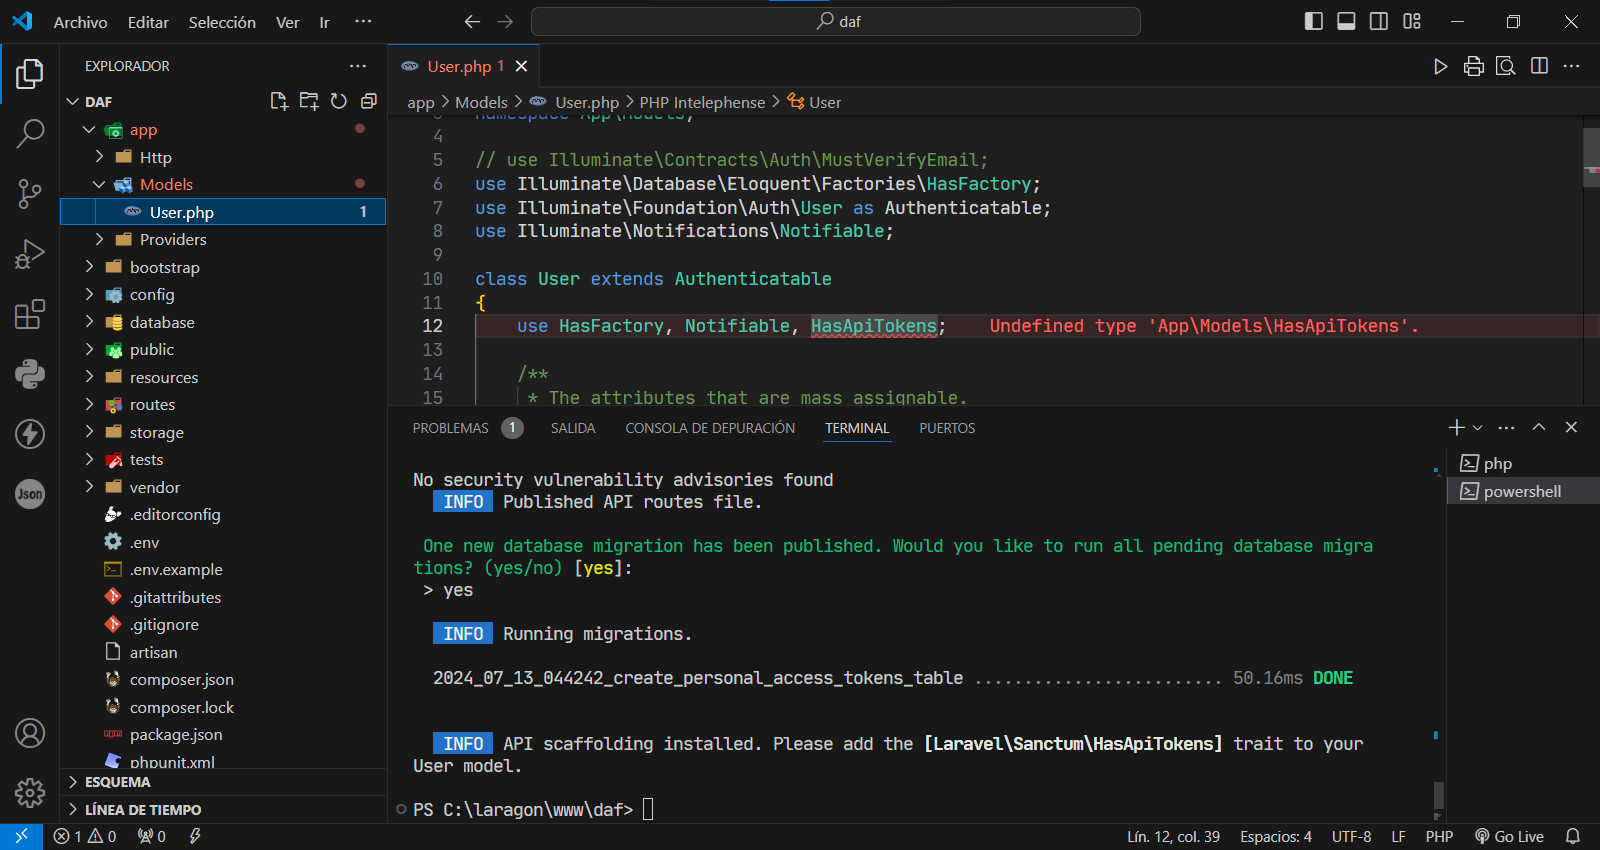 Archivo Editar Selección Ver Ir ···
daf
EXPLORADOR
DAF
app
Http
Models
User.php 1
Providers
bootstrap
config
database
public
resources
routes
storage
tests
vendor
.editorconfig
.env
.env.example
.gitattributes
.gitignore
artisan
composer.json
composer.lock
package.json
phpunit.xml
ESQUEMA
LÍNEA DE TIEMPO
Json
User.php 1
app > Models > User.php > PHP Intelephense > User
3 namespace App\Models;
4
5 // use Illuminate\Contracts\Auth\MustVerifyEmail;
6 use Illuminate\Database\Eloquent\Factories\HasFactory;
7 use Illuminate\Foundation\Auth\User as Authenticatable;
8 use Illuminate\Notifications\Notifiable;
9
10 class User extends Authenticatable
11 {
12 use HasFactory, Notifiable, HasApiTokens; Undefined type 'App\Models\HasApiTokens'.
13
14 /**
15 * The attributes that are mass assignable.
PROBLEMAS 1 SALIDA CONSOLA DE DEPURACIÓN TERMINAL PUERTOS
No security vulnerability advisories found
INFO Published API routes file.
One new database migration has been published. Would you like to run all pending database migra
tions? (yes/no) [yes]:
> yes
INFO Running migrations.
2024_07_13_044242_create_personal_access_tokens_table ......................... 50.16ms DONE
INFO API scaffolding installed. Please add the [Laravel\Sanctum\HasApiTokens] trait to your
User model.
PS C:\laragon\www\daf>
php
powershell
1 0 0
Lín. 12, col. 39 Espacios: 4 UTF-8 LF PHP Go Live